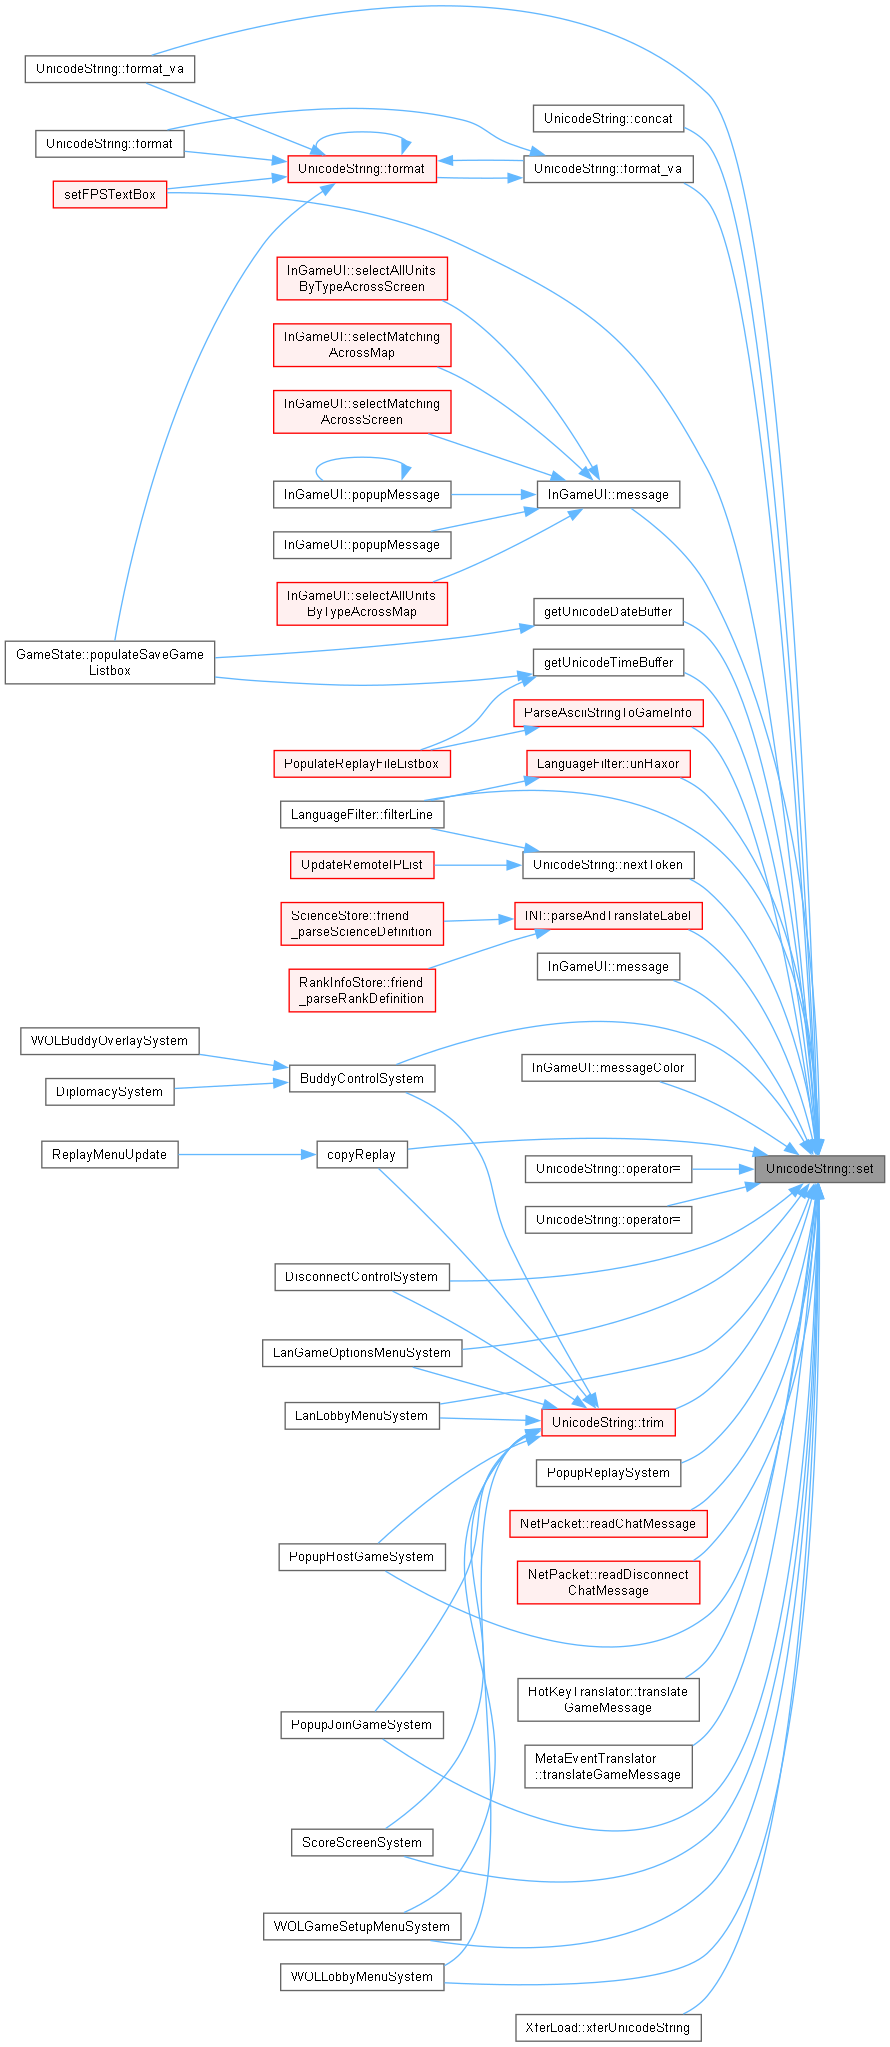 UnicodeString::format_va
UnicodeString::concat
UnicodeString::format
UnicodeString::format
UnicodeString::format_va
setFPSTextBox
InGameUI::selectAllUnits
ByTypeAcrossScreen
InGameUI::selectMatching
AcrossMap
InGameUI::selectMatching
AcrossScreen
InGameUI::popupMessage
InGameUI::message
InGameUI::popupMessage
InGameUI::selectAllUnits
ByTypeAcrossMap
getUnicodeDateBuffer
GameState::populateSaveGame
Listbox
getUnicodeTimeBuffer
ParseAsciiStringToGameInfo
PopulateReplayFileListbox
LanguageFilter::unHaxor
LanguageFilter::filterLine
UpdateRemoteIPList
UnicodeString::nextToken
ScienceStore::friend
_parseScienceDefinition
INI::parseAndTranslateLabel
RankInfoStore::friend
_parseRankDefinition
InGameUI::message
WOLBuddyOverlaySystem
InGameUI::messageColor
BuddyControlSystem
DiplomacySystem
ReplayMenuUpdate
copyReplay
UnicodeString::operator=
UnicodeString::set
UnicodeString::operator=
DisconnectControlSystem
LanGameOptionsMenuSystem
LanLobbyMenuSystem
UnicodeString::trim
PopupReplaySystem
NetPacket::readChatMessage
PopupHostGameSystem
NetPacket::readDisconnect
ChatMessage
HotKeyTranslator::translate
GameMessage
PopupJoinGameSystem
MetaEventTranslator
::translateGameMessage
ScoreScreenSystem
WOLGameSetupMenuSystem
WOLLobbyMenuSystem
XferLoad::xferUnicodeString